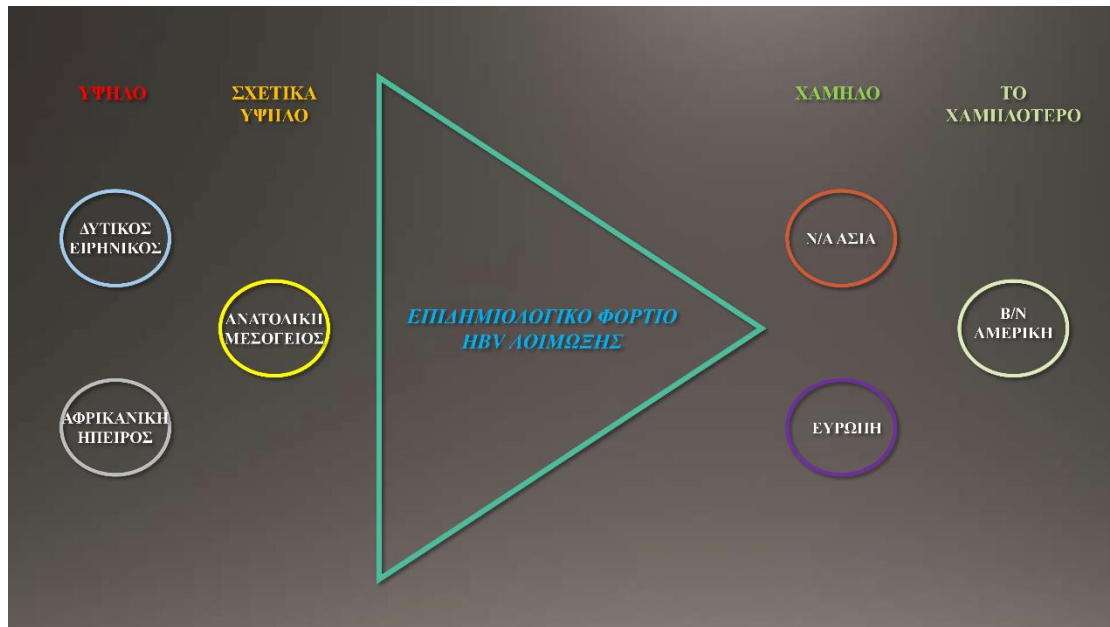 ΥΨΗΛΟ
ΣΧΕΤΙΚΑ
ΥΨΗΛΟ
ΧΑΜΗΛΟ
ΤΟ
ΧΑΜΗΛΟΤΕΡΟ
ΔΥΤΙΚΟΣ
ΕΙΡΗΝΙΚΟΣ
ΑΝΑΤΟΛΙΚΗ
ΜΕΣΟΓΕΙΟΣ
ΑΦΡΙΚΑΝΙΚΗ
ΗΠΕΙΡΟΣ
ΕΠΙΔΗΜΙΟΛΟΓΙΚΟ ΦΟΡΤΙΟ
HBV ΛΟΙΜΩΞΗΣ
Ν/Α ΑΣΙΑ
ΕΥΡΩΠΗ
Β/Ν
ΑΜΕΡΙΚΗ